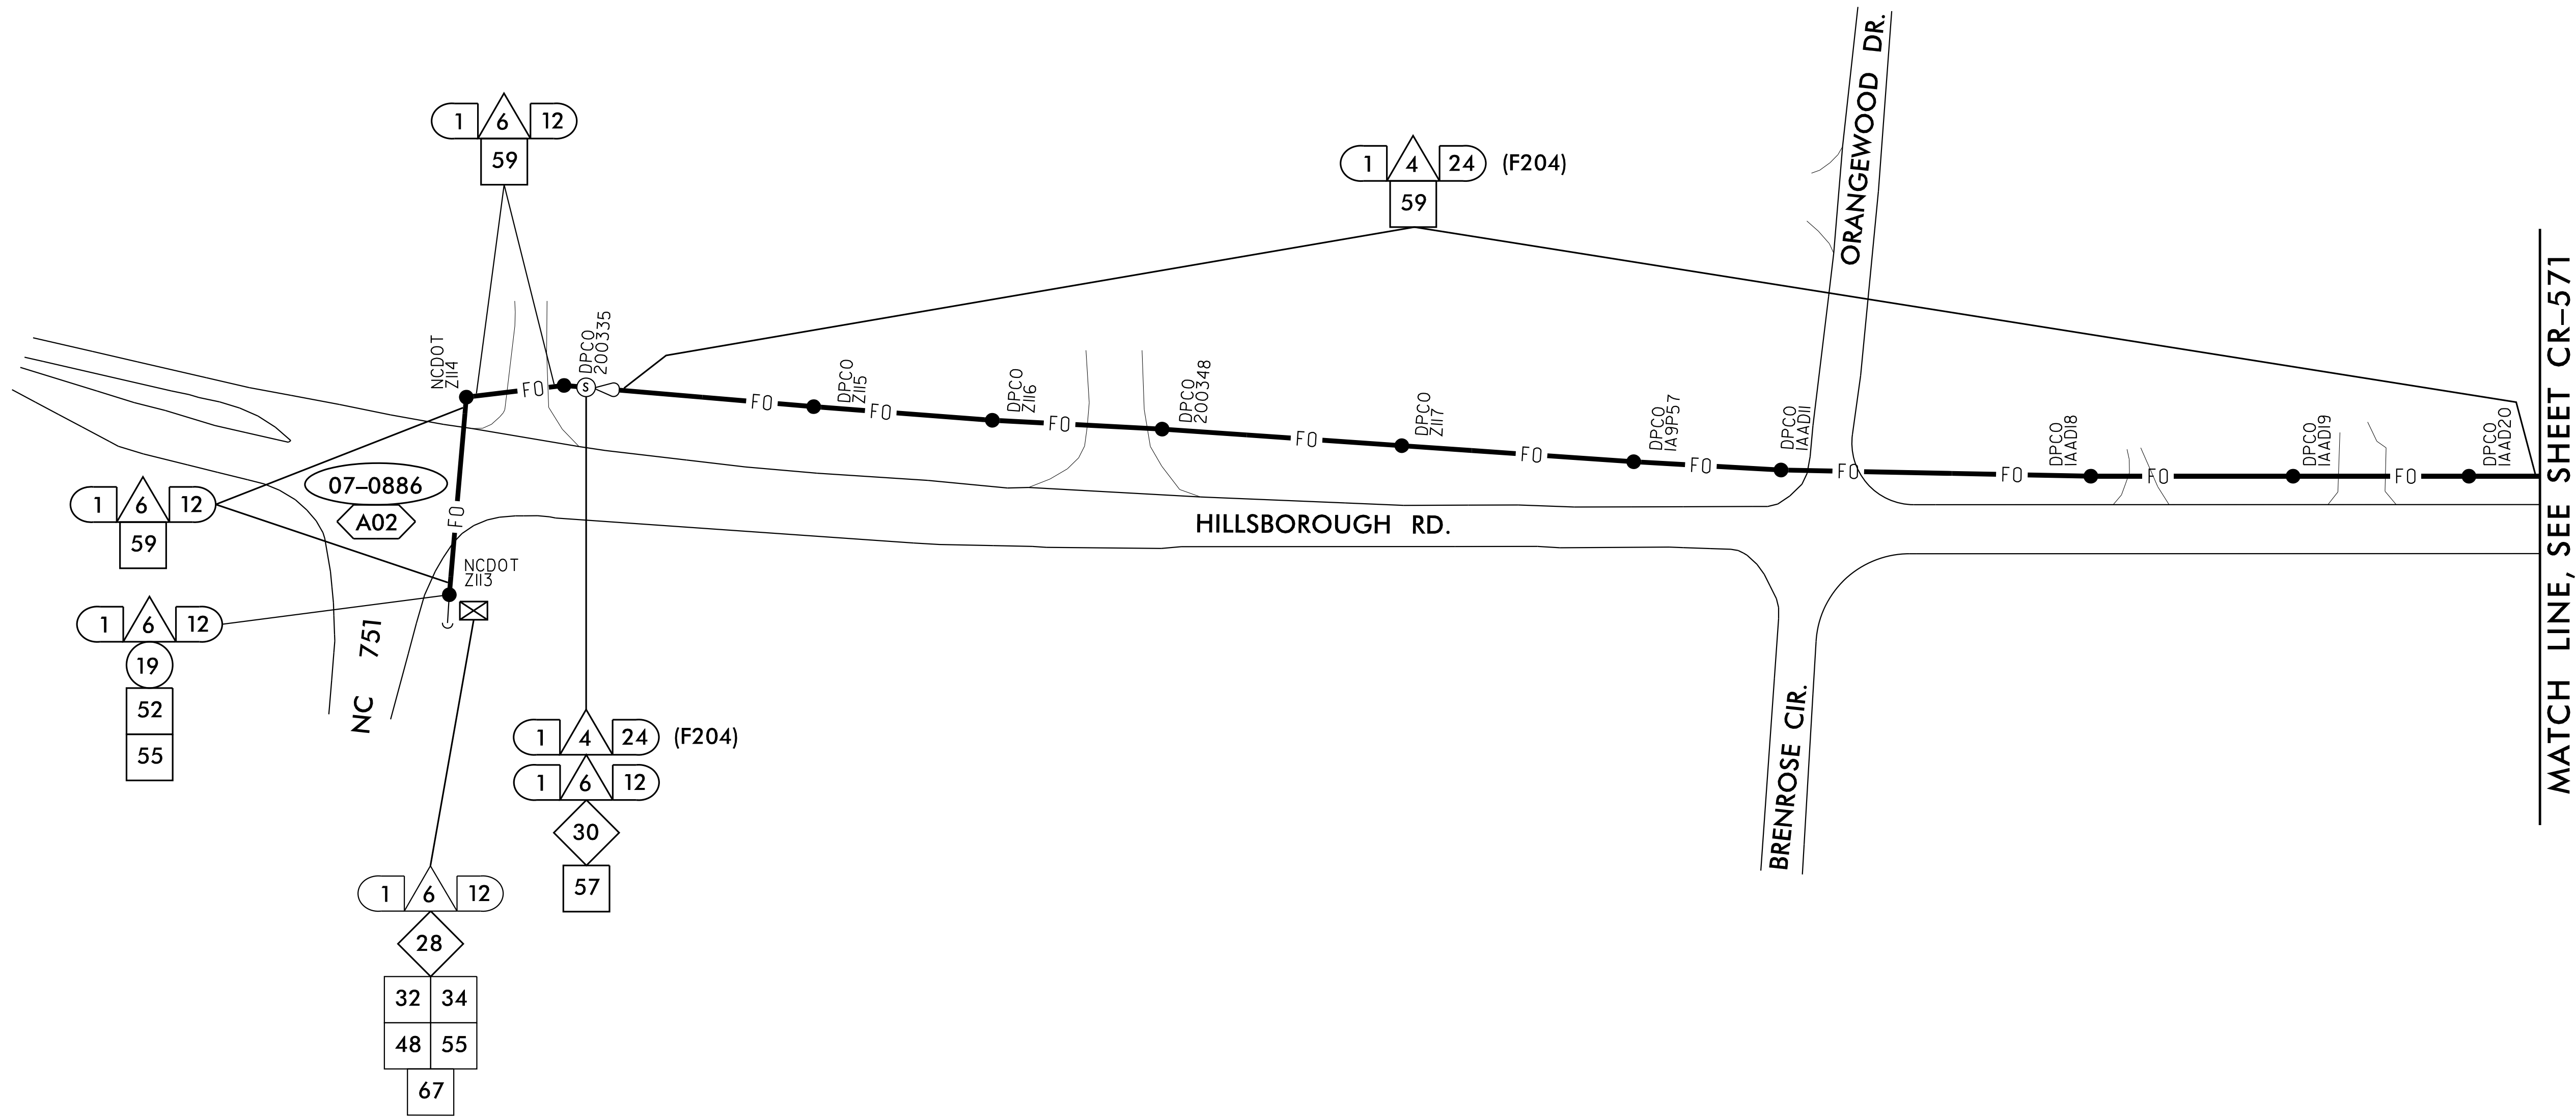 1 6 12
59
1 4 24 (F204)
59
ORANGEWOOD DR.
MATCH LINE, SEE SHEET CR-571
NCDOT
Z114
FO
DPCO
200335
S
FO
DPCO
Z115
FO
DPCO
Z116
FO
DPCO
200348
FO
DPCO
Z117
FO
DPCO
1A9P57
FO
DPCO
1AAD11
FO
FO
DPCO
1AAD18
FO
DPCO
1AAD19
FO
DPCO
1AAD20
07-0886
A02
FO
1 6 12
59
HILLSBOROUGH RD.
NCDOT
Z113
1 6 12
19
52
55
NC 751
1 4 24 (F204)
1 6 12
30
57
BRENROSE CIR.
1 6 12
28
32 34
48 55
67